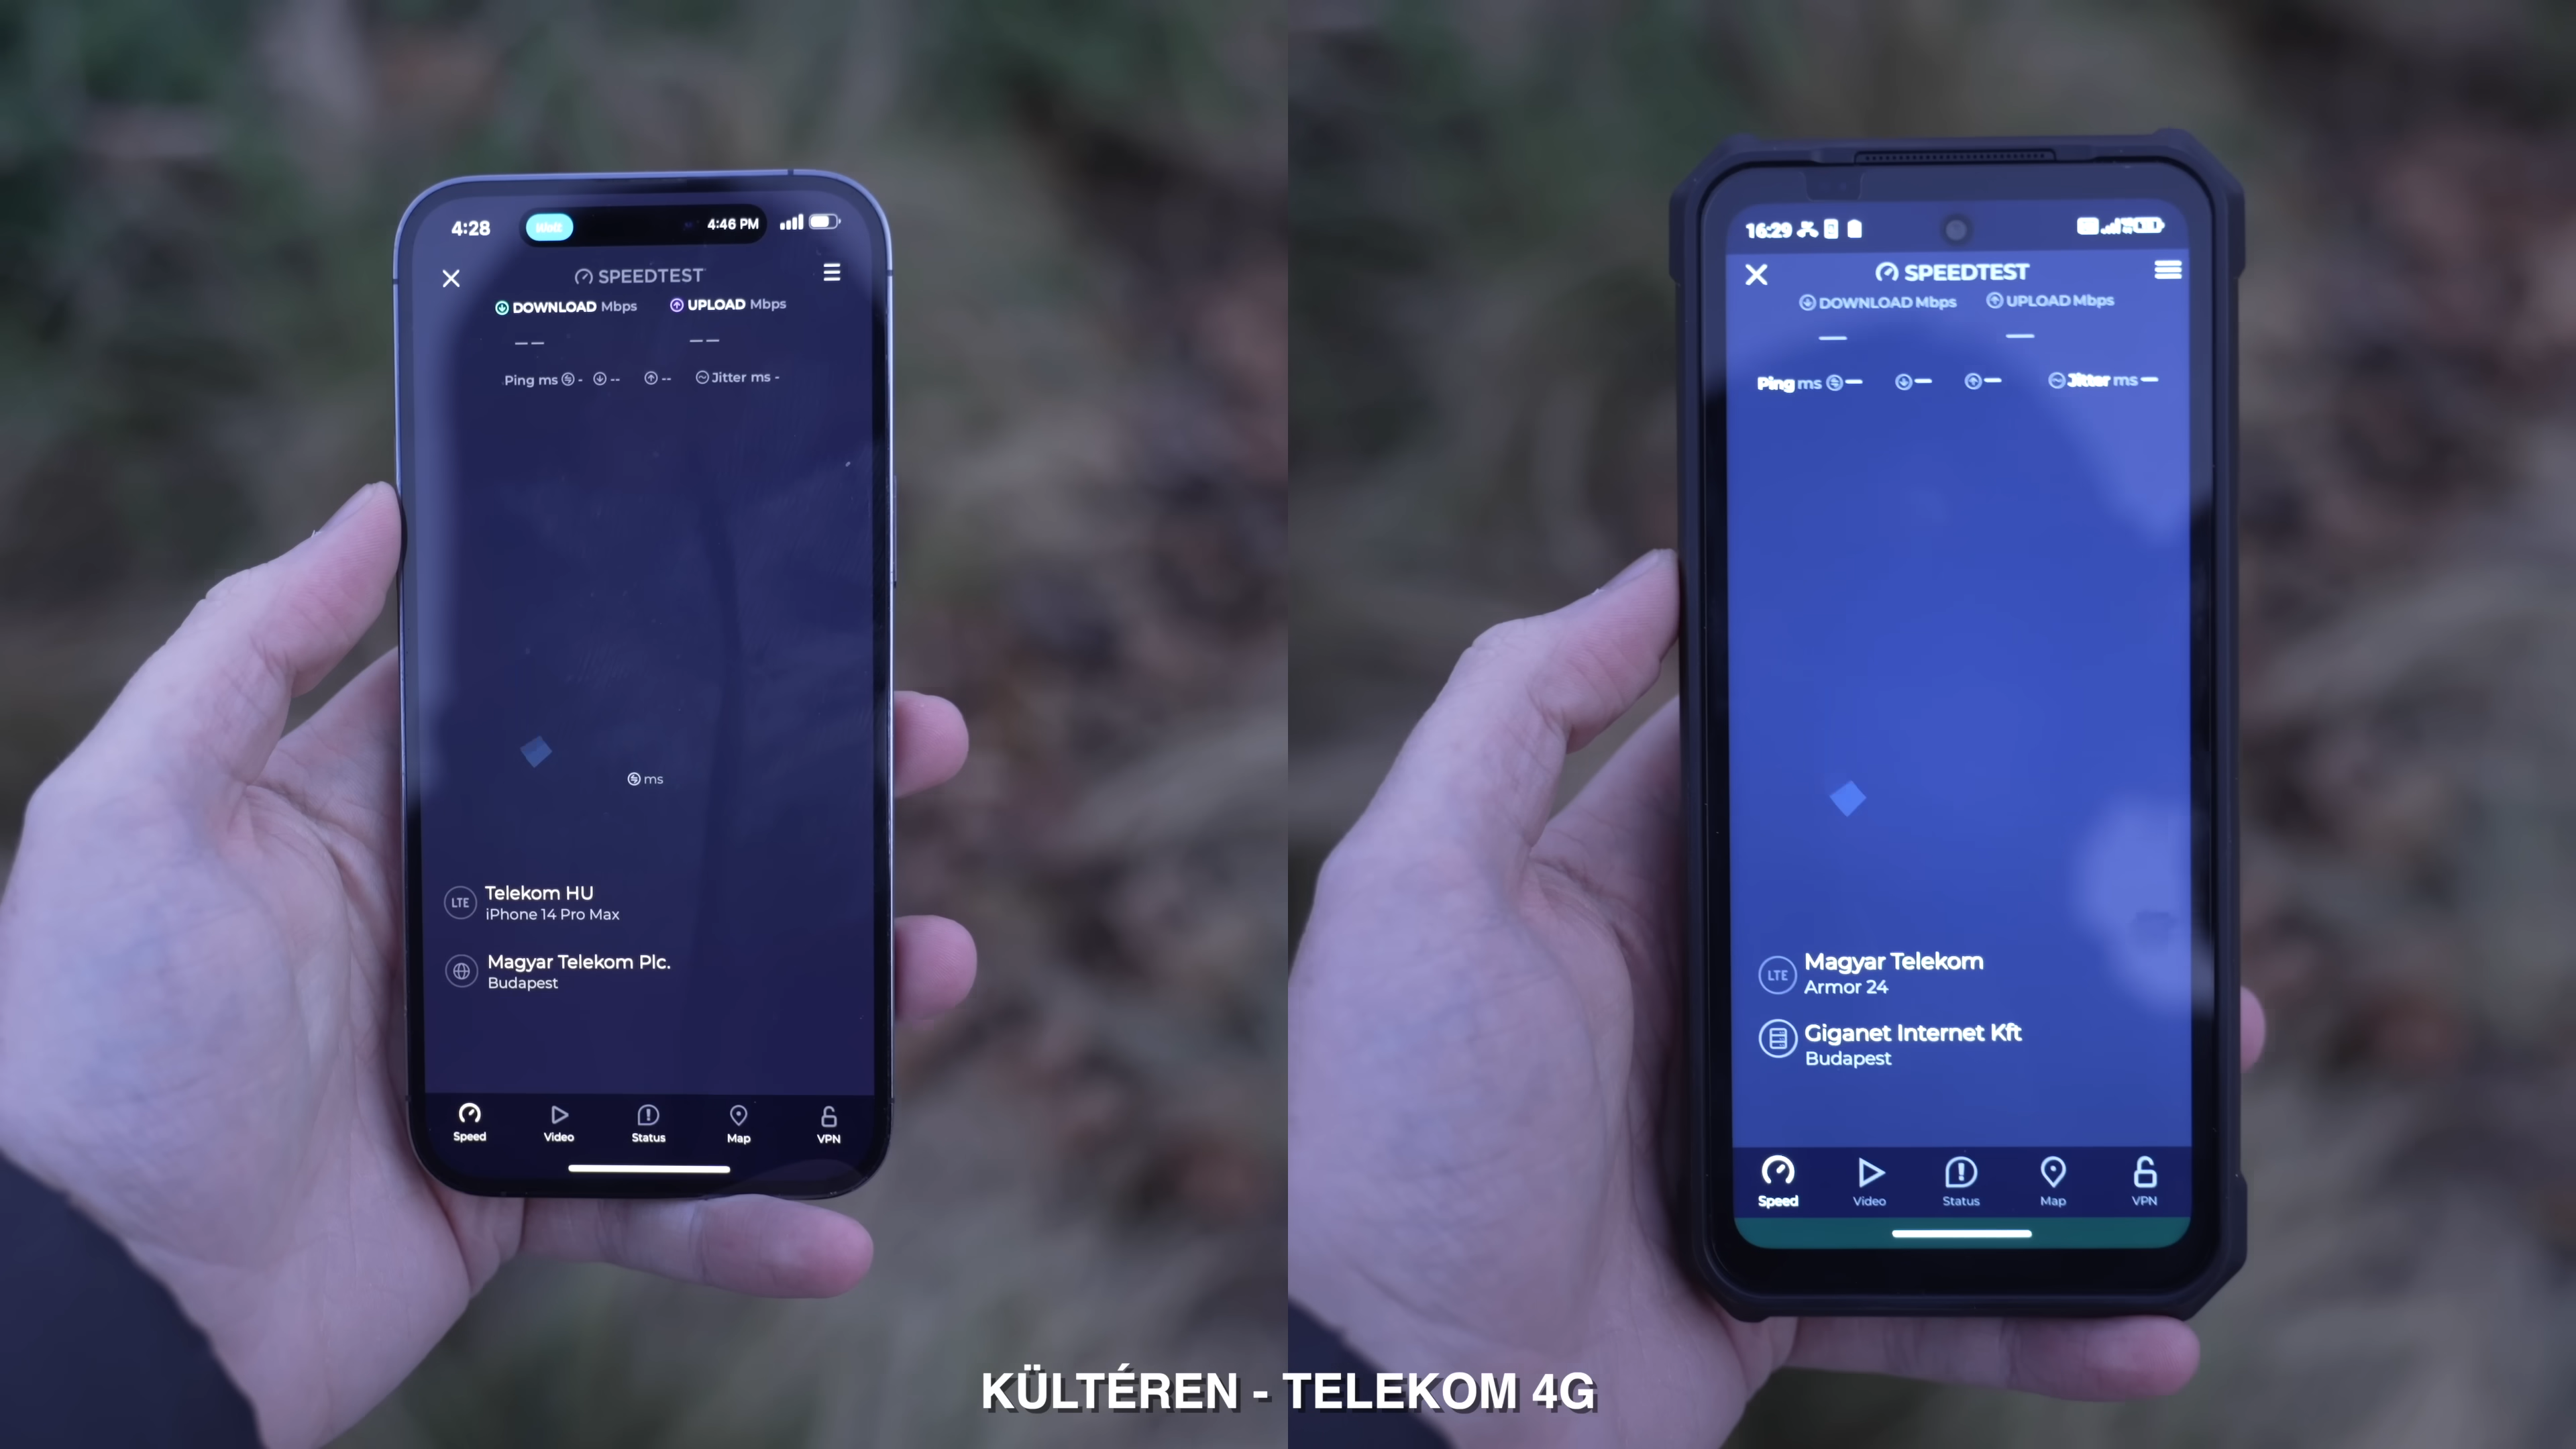 4:28
Wolt
4:46 PM
SPEEDTEST
DOWNLOAD Mbps UPLOAD Mbps
-- --
Ping ms - -- -- Jitter ms -
ms
LTE
Telekom HU
iPhone 14 Pro Max
Magyar Telekom Plc.
Budapest
Speed Video Status Map VPN
16:29
SPEEDTEST
DOWNLOAD Mbps UPLOAD Mbps
— —
Ping ms — — — Jitter ms —
LTE
Magyar Telekom
Armor 24
Giganet Internet Kft
Budapest
Speed Video Status Map VPN
KÜLTÉREN - TELEKOM 4G